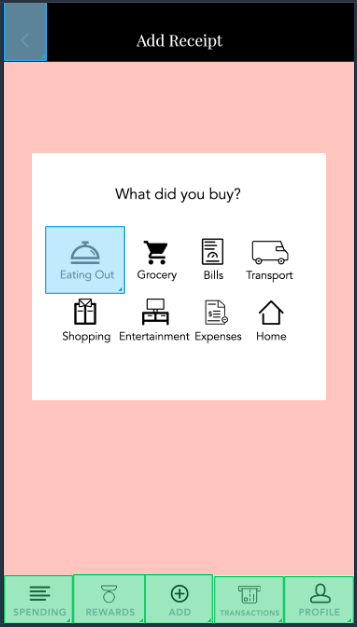 Add Receipt
What did you buy?
Eating Out Grocery Bills Transport
Shopping Entertainment Expenses Home
SPENDING REWARDS ADD TRANSACTIONS PROFILE